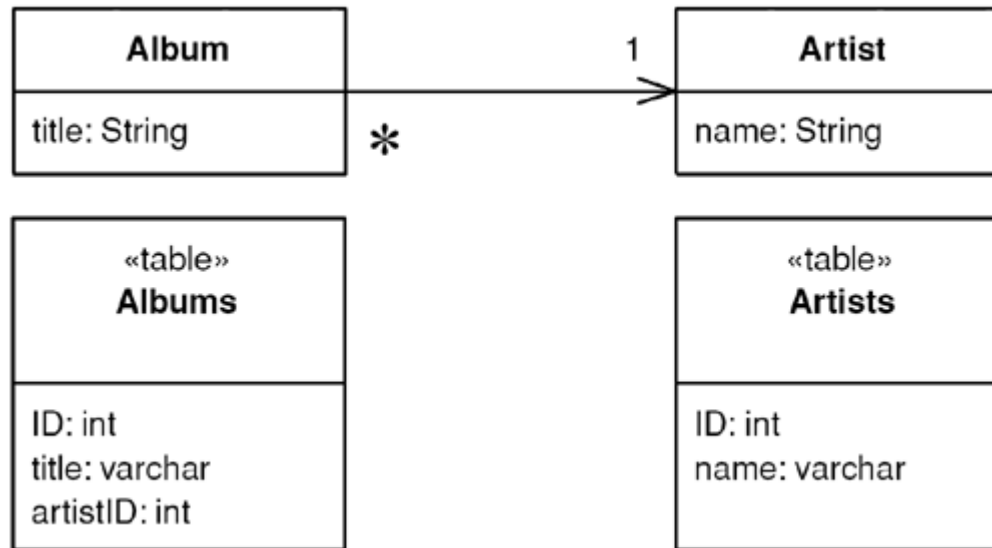 Album
title: String
*
1
Artist
name: String
«table»
Albums
ID: int
title: varchar
artistID: int
«table»
Artists
ID: int
name: varchar